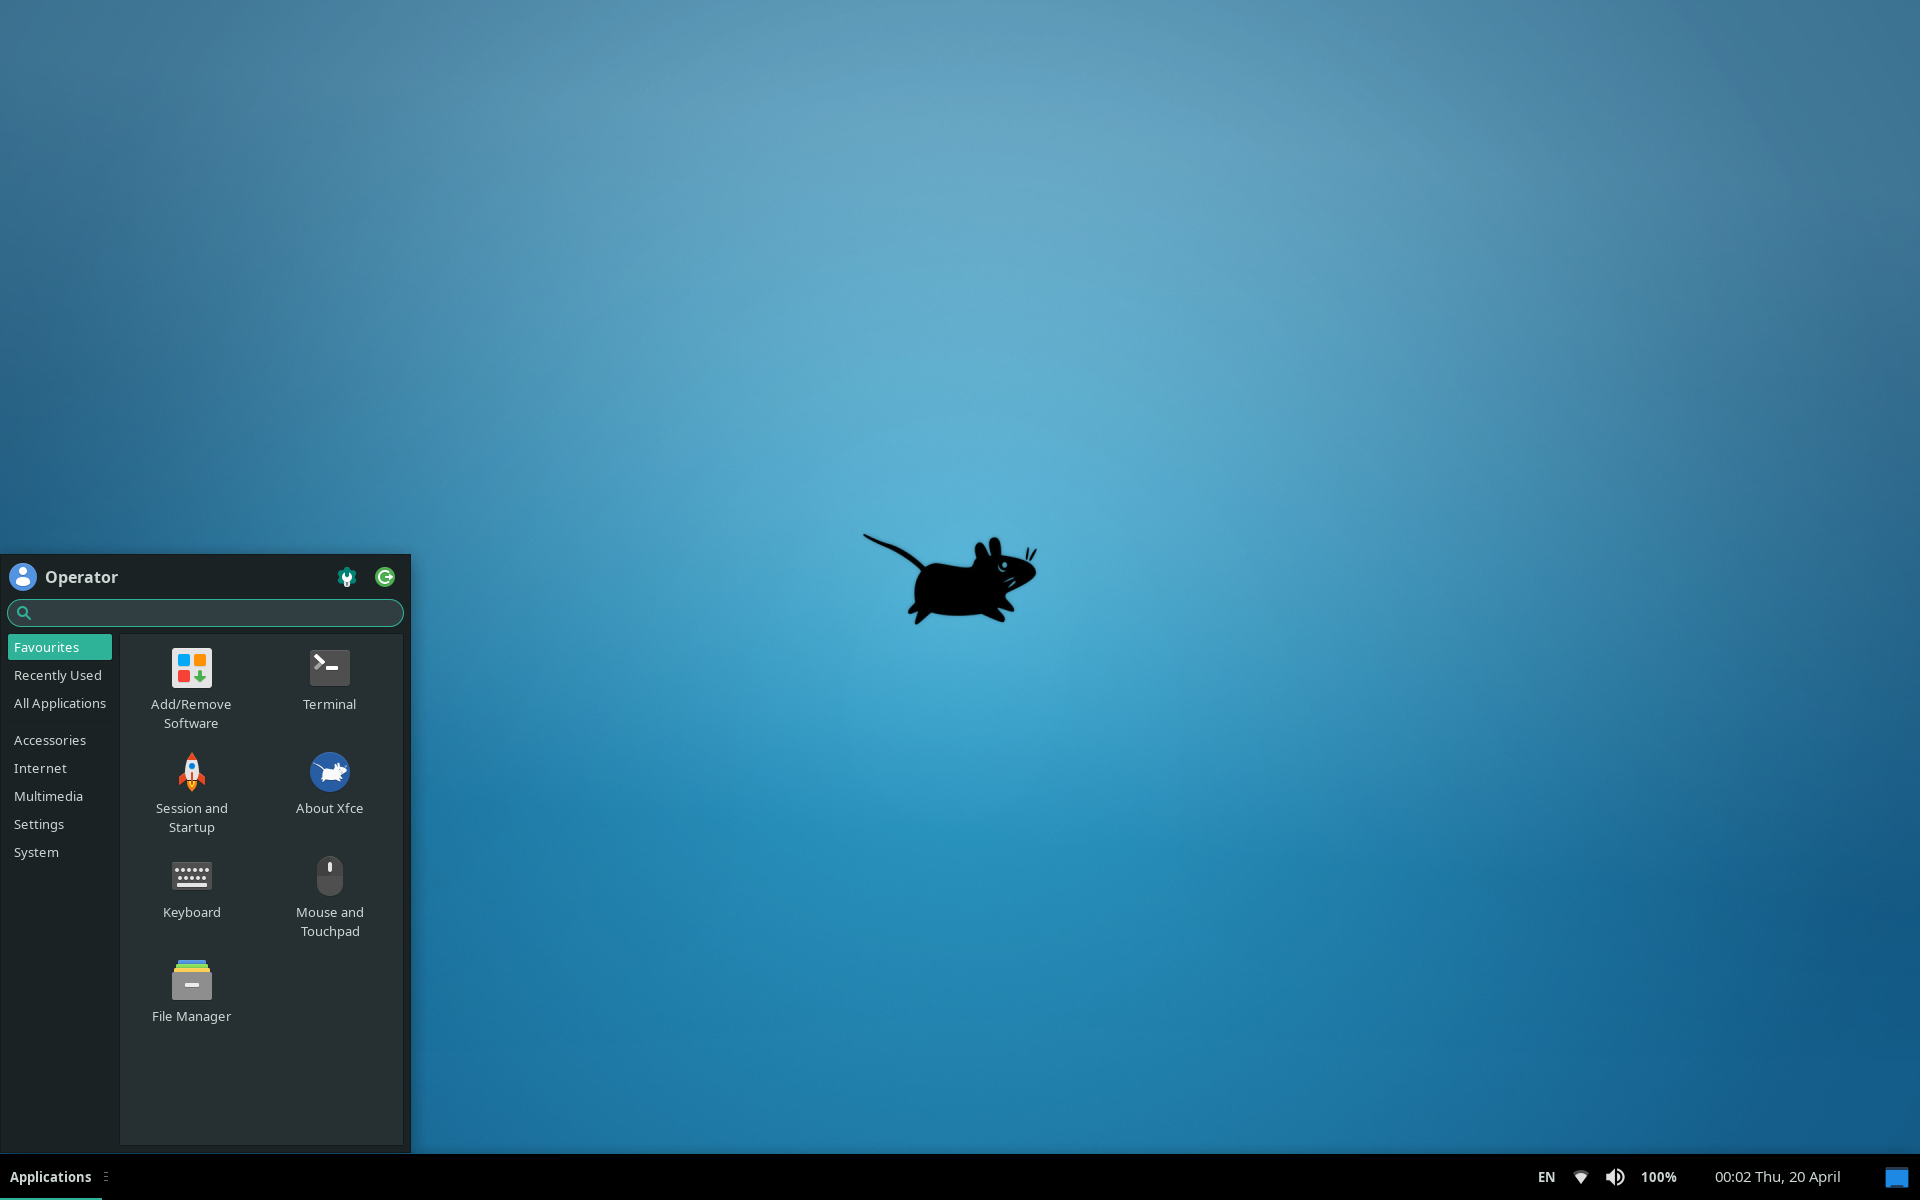 Operator
Favourites
Recently Used
All Applications
Accessories
Internet
Multimedia
Settings
System
Add/Remove
Software
Terminal
Session and
Startup
About Xfce
Keyboard
Mouse and
Touchpad
File Manager
Applications
EN
100%
00:02 Thu, 20 April